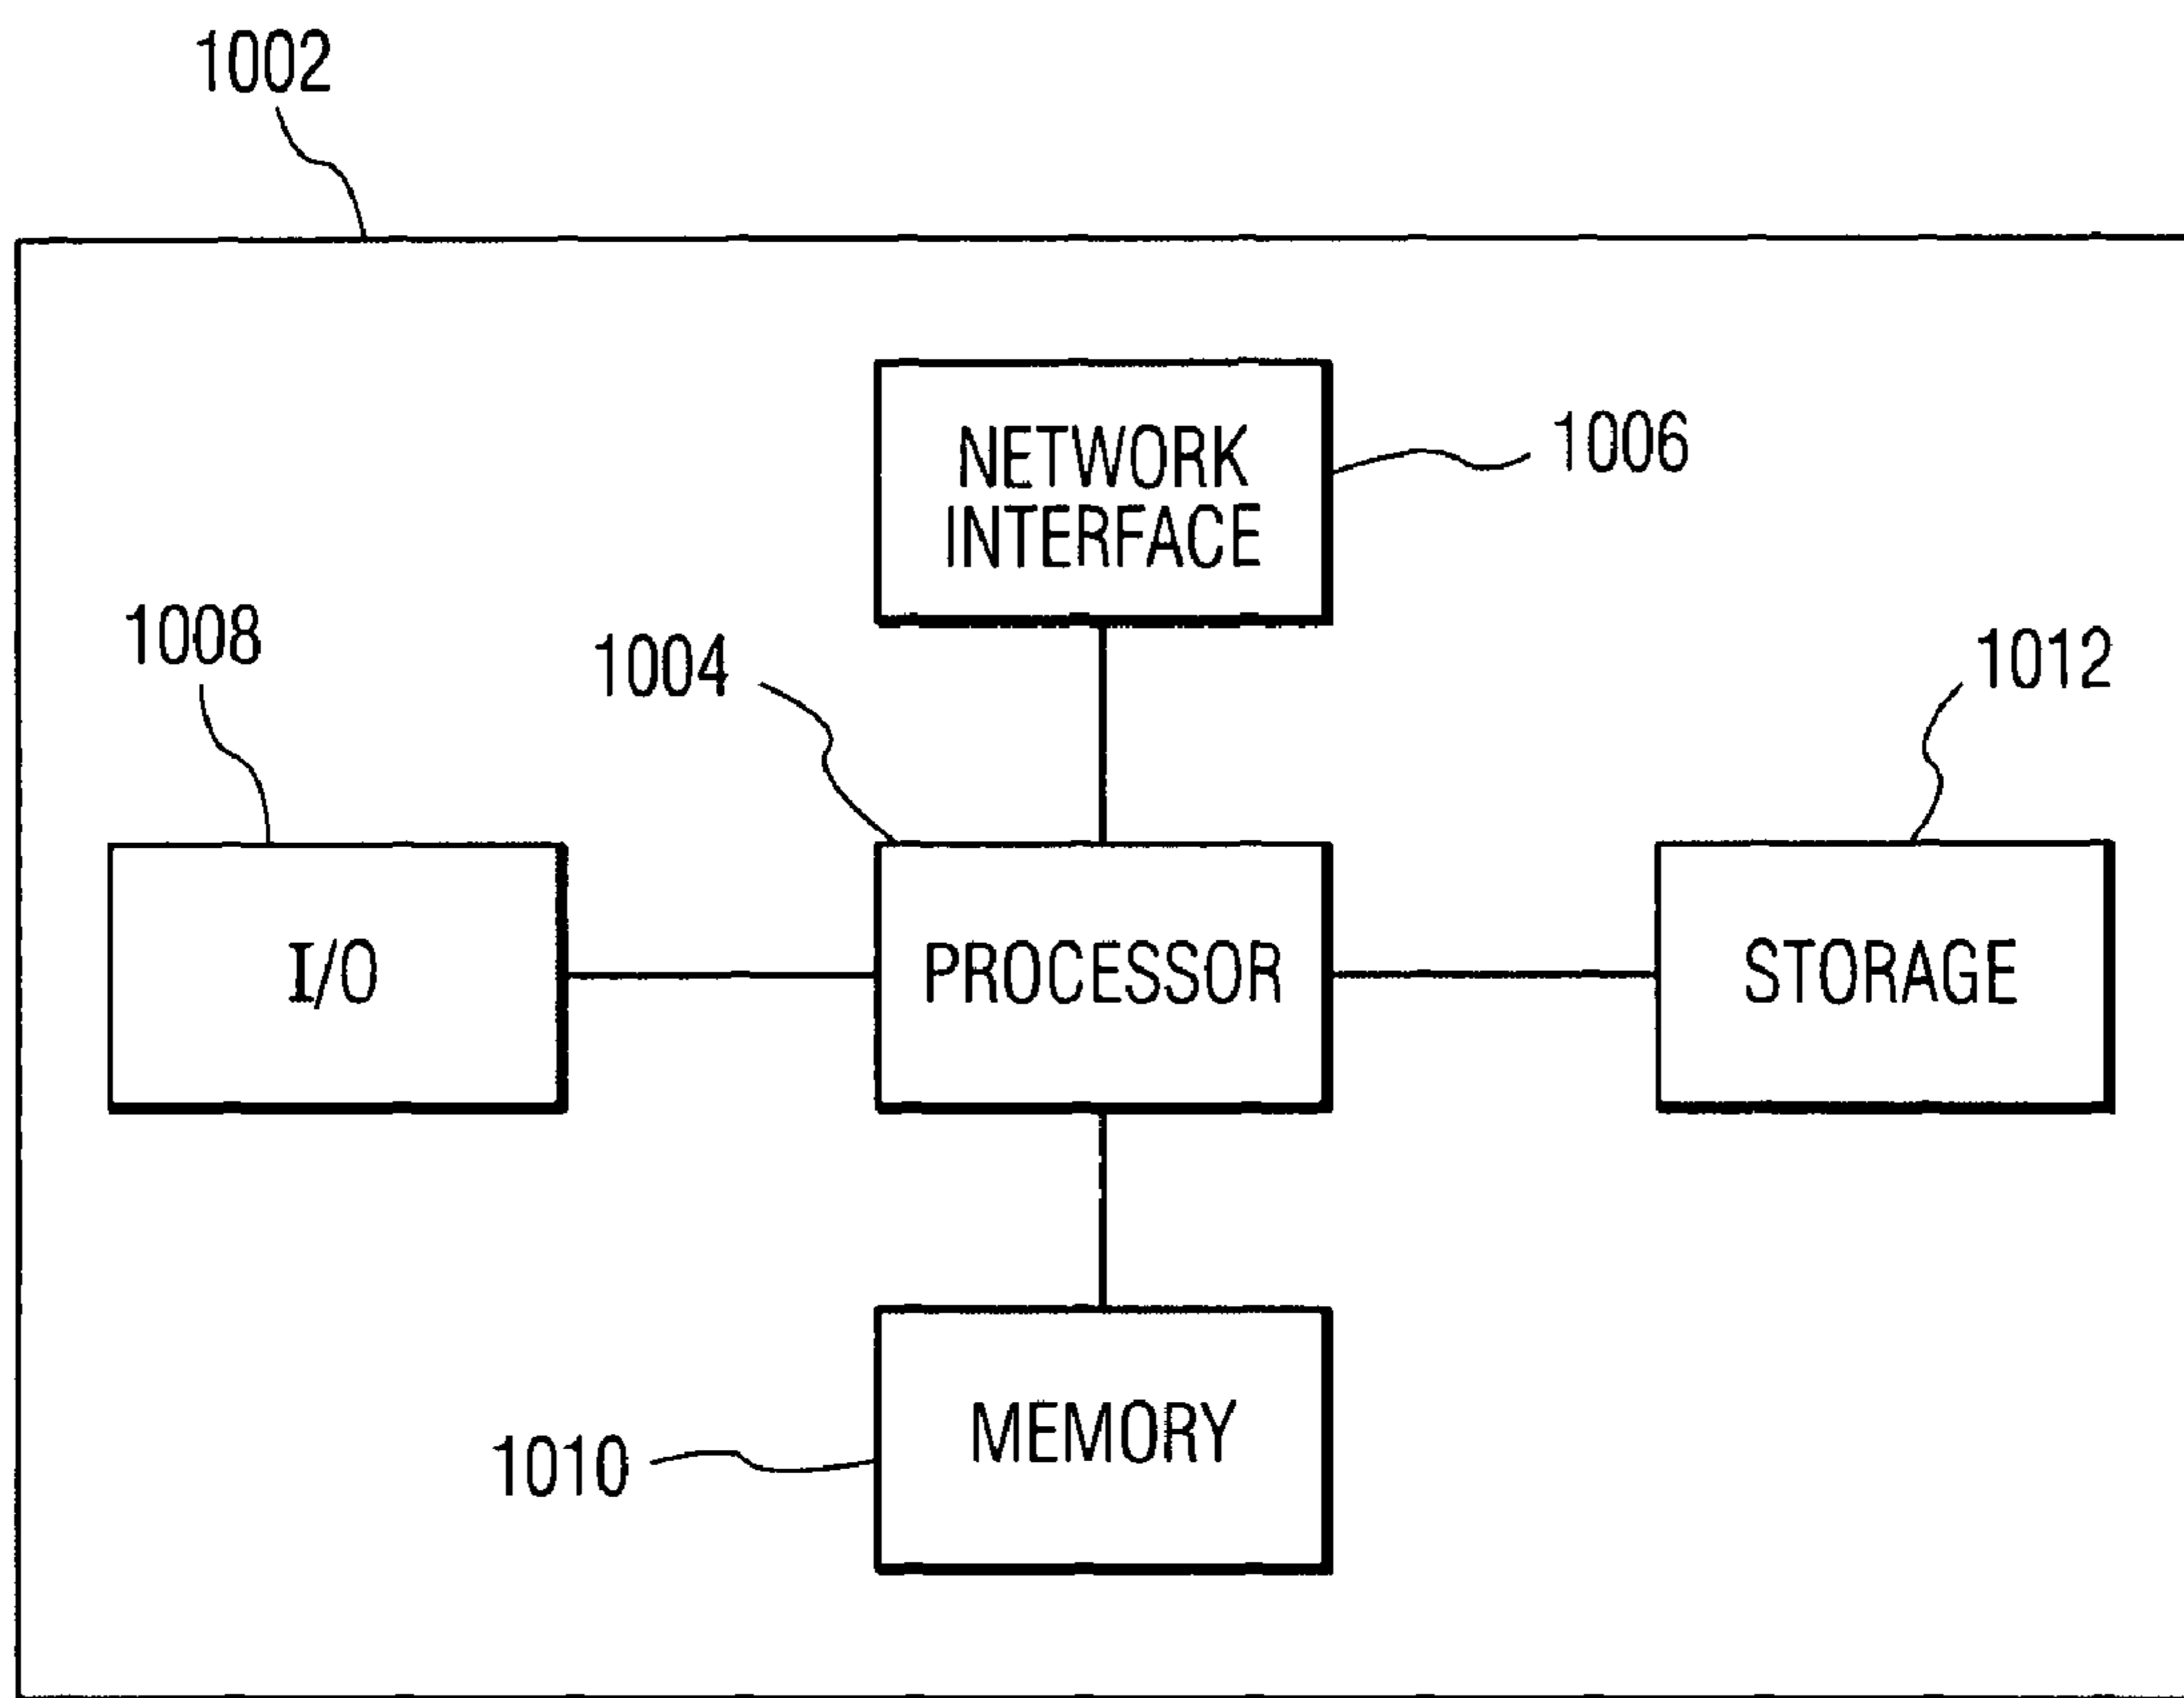 1002
NETWORK
INTERFACE
1006
1008
1004
1012
I/O
PROCESSOR
STORAGE
MEMORY
1010